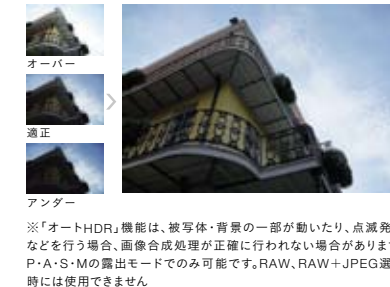 オーバー
適正
アンダー
※「オートHDR」機能は、被写体・背景の一部が動いたり、点滅発
などを行う場合、画像合成処理が正確に行われない場合がありま
P・A・S・Mの露出モードでのみ可能です。RAW、RAW+JPEG選
時には使用できません